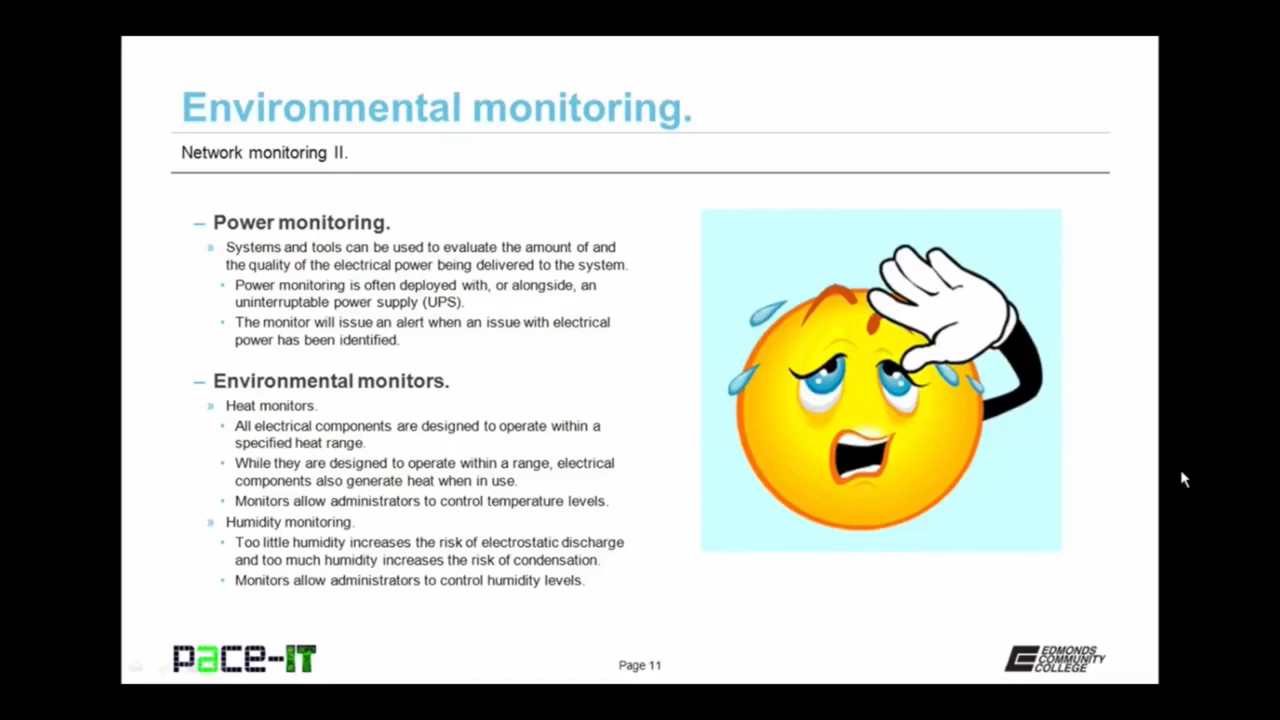 Environmental monitoring.
Network monitoring II.
– Power monitoring.
» Systems and tools can be used to evaluate the amount of and
the quality of the electrical power being delivered to the system.
• Power monitoring is often deployed with, or alongside, an
uninterruptable power supply (UPS).
• The monitor will issue an alert when an issue with electrical
power has been identified.
– Environmental monitors.
» Heat monitors.
• All electrical components are designed to operate within a
specified heat range.
• While they are designed to operate within a range, electrical
components also generate heat when in use.
• Monitors allow administrators to control temperature levels.
» Humidity monitoring.
• Too little humidity increases the risk of electrostatic discharge
and too much humidity increases the risk of condensation.
• Monitors allow administrators to control humidity levels.
pace-IT
Page 11
EDMONDS
COMMUNITY
COLLEGE